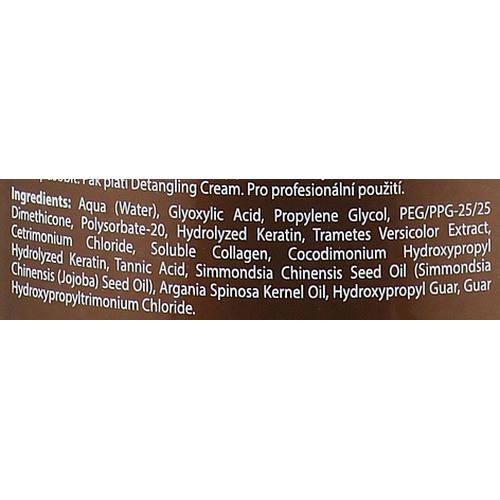 Pak platí Detangling Cream. Pro profesionální použití.
Ingredients: Aqua (Water), Glyoxylic Acid, Propylene Glycol, PEG/PPG-25/25
Dimethicone, Polysorbate-20, Hydrolyzed Keratin, Trametes Versicolor Extract,
Cetrimonium Chloride, Soluble Collagen, Cocodimonium Hydroxypropyl
Hydrolyzed Keratin, Tannic Acid, Simmondsia Chinensis Seed Oil (Simmondsia
Chinensis (Jojoba) Seed Oil), Argania Spinosa Kernel Oil, Hydroxypropyl Guar, Guar
Hydroxypropyltrimonium Chloride.